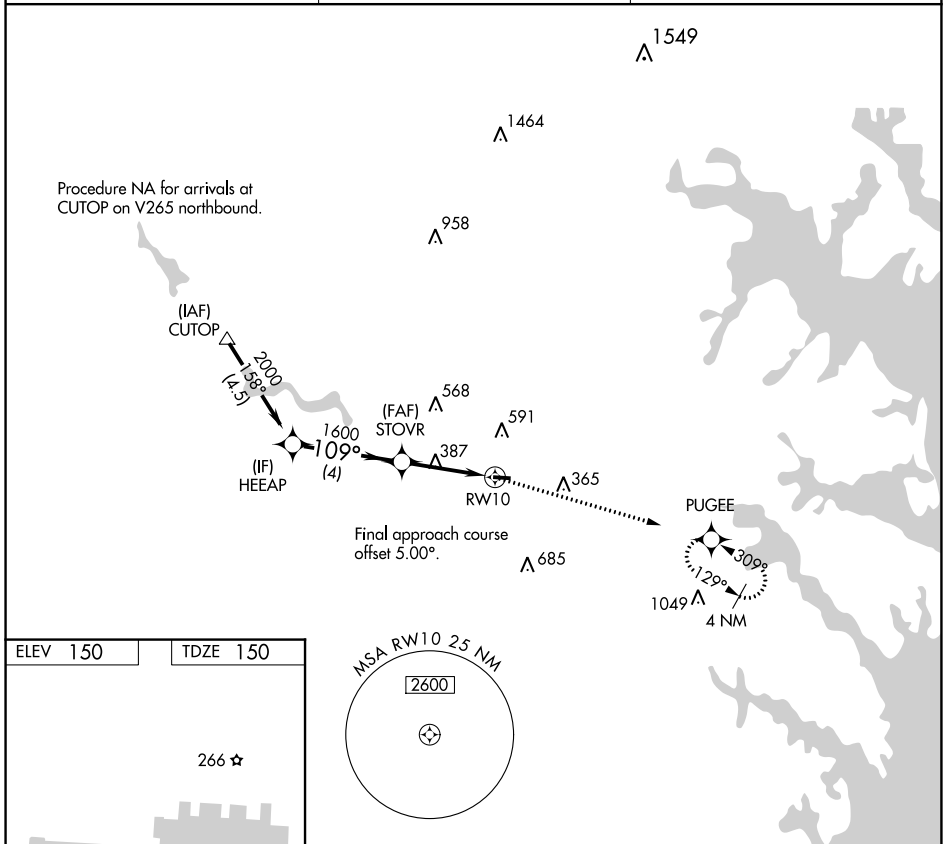 1549
1464
Procedure NA for arrivals at
CUTOP on V265 northbound.
958
(IAF)
CUTOP
2000
158°
(4.5)
568
(FAF)
STOVR
591
1600
109°
(4)
387
(IF)
HEEAP
365
RW10
PUGEE
Final approach course
offset 5.00°.
685
309°
129°
1049
4 NM
ELEV 150
TDZE 150
MSA RW10 25 NM
2600
266